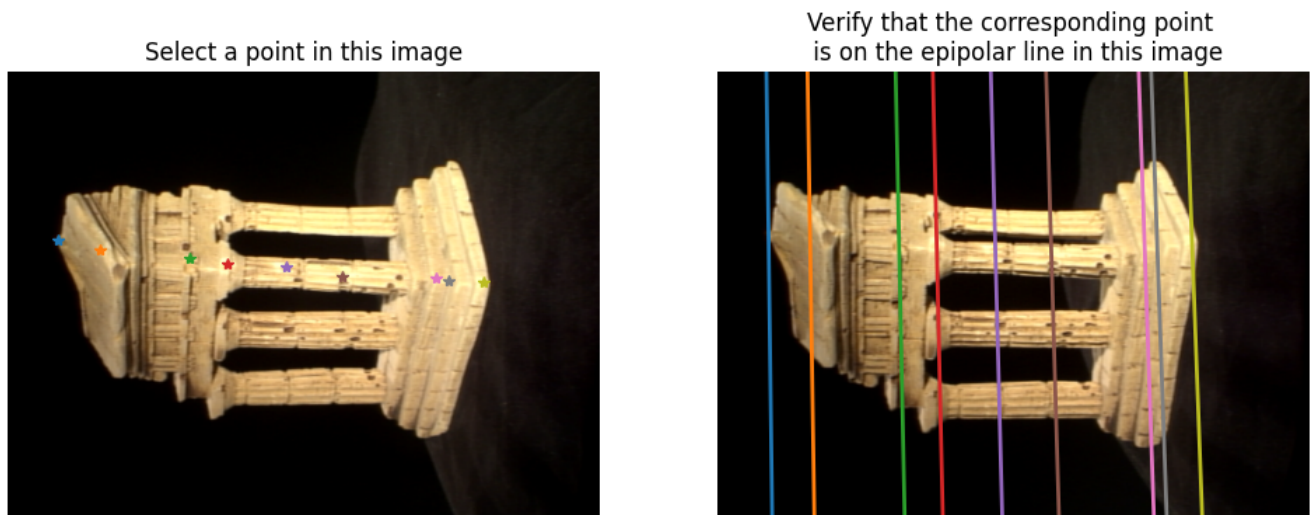 Select a point in this image
Verify that the corresponding point
is on the epipolar line in this image